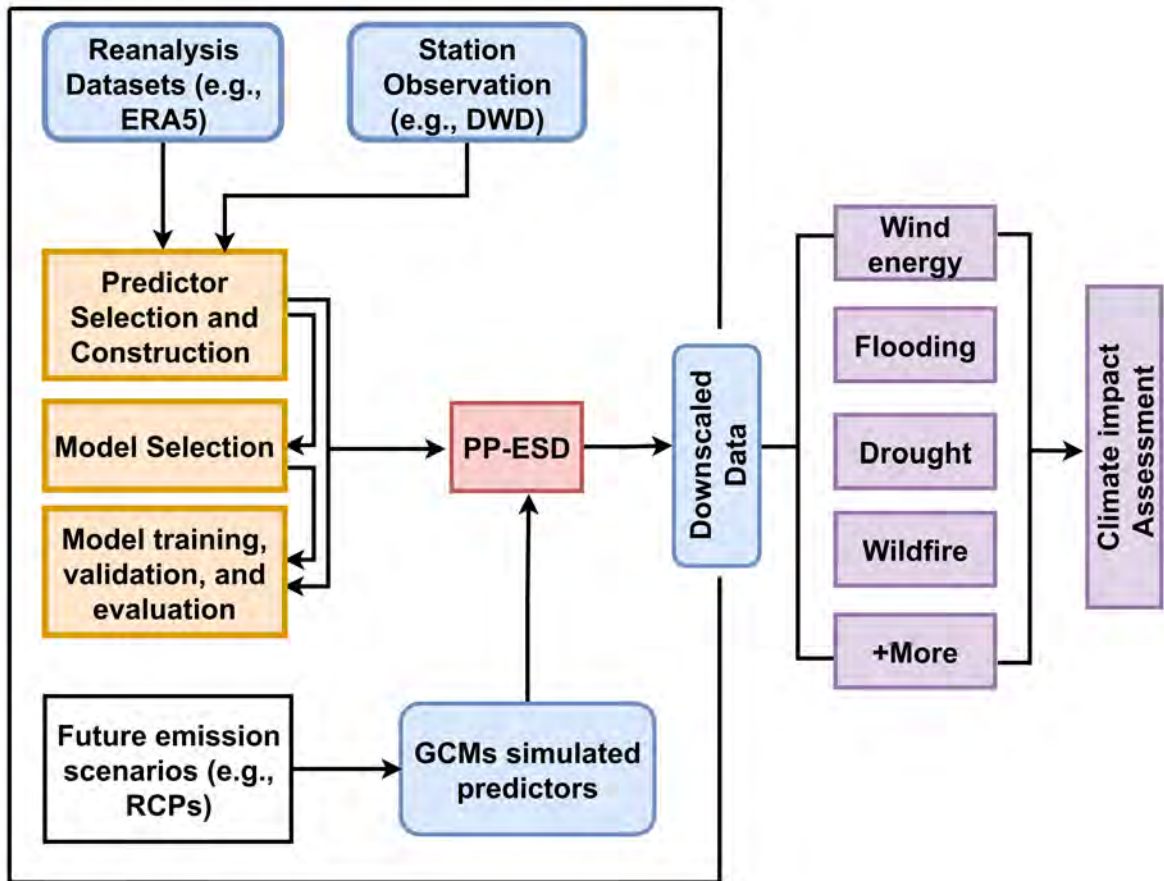 Reanalysis
Datasets (e.g.,
ERA5)
Station
Observation
(e.g., DWD)
Predictor
Selection and
Construction
Model Selection
Model training,
validation, and
evaluation
Future emission
scenarios (e.g.,
RCPs)
GCMs simulated
predictors
PP-ESD
Downscaled
Data
Wind
energy
Flooding
Drought
Wildfire
+More
Climate impact
Assessment